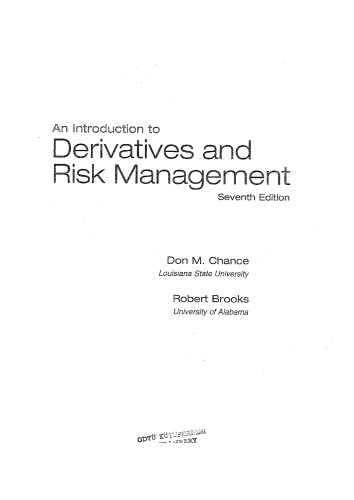 An Introduction to
Derivatives and
Risk Management
Seventh Edition
Don M. Chance
Louisiana State University
Robert Brooks
University of Alabama
ODTÜ